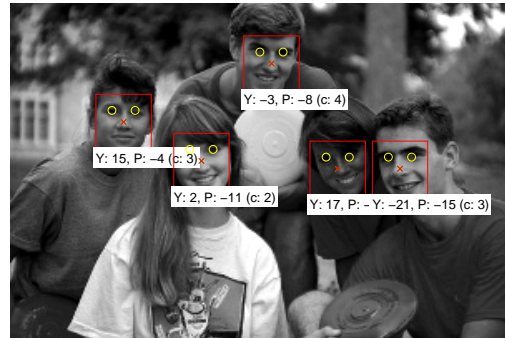 Y: −3, P: −8 (c: 4)
Y: 15, P: −4 (c: 3)
Y: 2, P: −11 (c: 2)
Y: 17, P: −
Y: −21, P: −15 (c: 3)